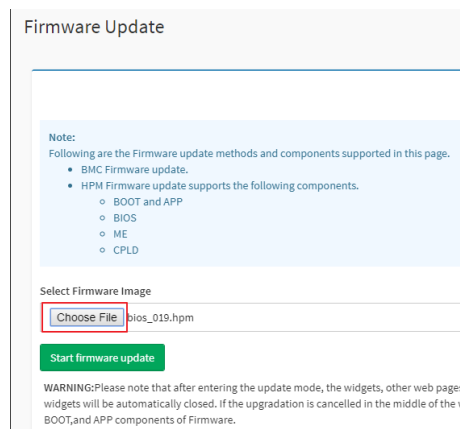 Firmware Update
Note:
Following are the Firmware update methods and components supported in this page.
BMC Firmware update.
HPM Firmware update supports the following components.
BOOT and APP
BIOS
ME
CPLD
Select Firmware Image
Choose File bios_019.hpm
Start firmware update
WARNING:Please note that after entering the update mode, the widgets, other web pages
widgets will be automatically closed. If the upgradation is cancelled in the middle of the
BOOT,and APP components of Firmware.